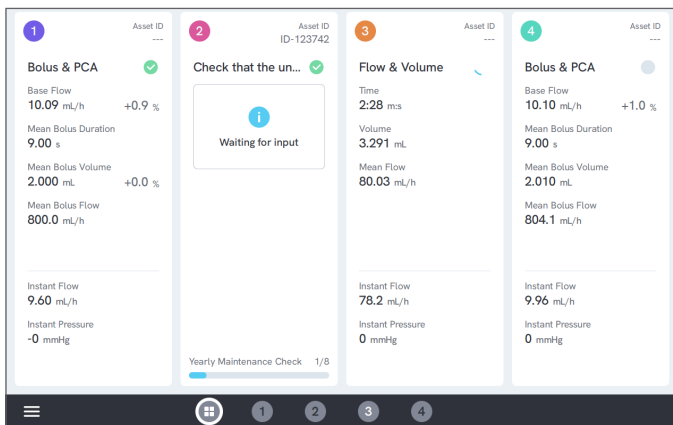 1
Asset ID
---
Bolus & PCA
Base Flow
10.09 mL/h +0.9 %
Mean Bolus Duration
9.00 s
Mean Bolus Volume
2.000 mL +0.0 %
Mean Bolus Flow
800.0 mL/h
Instant Flow
9.60 mL/h
Instant Pressure
-0 mmHg
2
Asset ID
ID-123742
Check that the un...
i
Waiting for input
Yearly Maintenance Check 1/8
3
Asset ID
---
Flow & Volume
Time
2:28 m:s
Volume
3.291 mL
Mean Flow
80.03 mL/h
Instant Flow
78.2 mL/h
Instant Pressure
0 mmHg
4
Asset ID
---
Bolus & PCA
Base Flow
10.10 mL/h +1.0 %
Mean Bolus Duration
9.00 s
Mean Bolus Volume
2.010 mL
Mean Bolus Flow
804.1 mL/h
Instant Flow
9.96 mL/h
Instant Pressure
0 mmHg
1 2 3 4